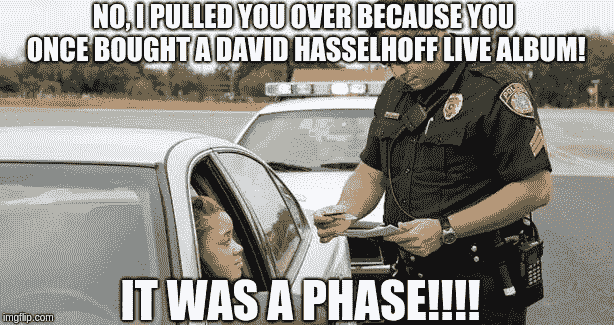 NO, I PULLED YOU OVER BECAUSE YOU
ONCE BOUGHT A DAVID HASSELHOFF LIVE ALBUM!
IT WAS A PHASE!!!!
imgflip.com